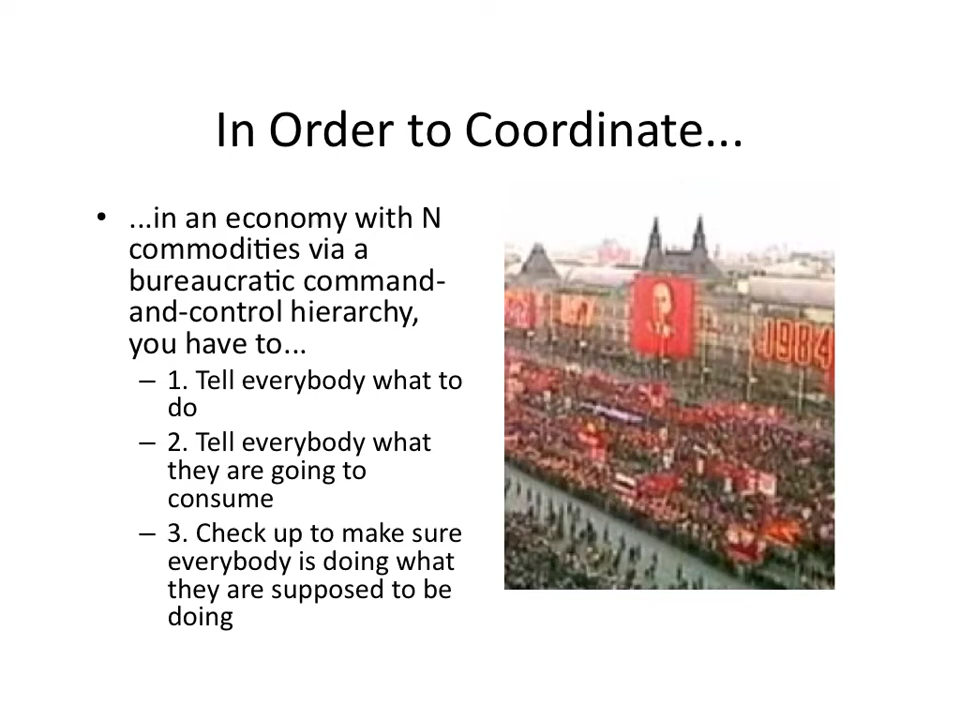 In Order to Coordinate...
• ...in an economy with N
commodities via a
bureaucratic command-
and-control hierarchy,
you have to...
– 1. Tell everybody what to
do
– 2. Tell everybody what
they are going to
consume
– 3. Check up to make sure
everybody is doing what
they are supposed to be
doing
1984